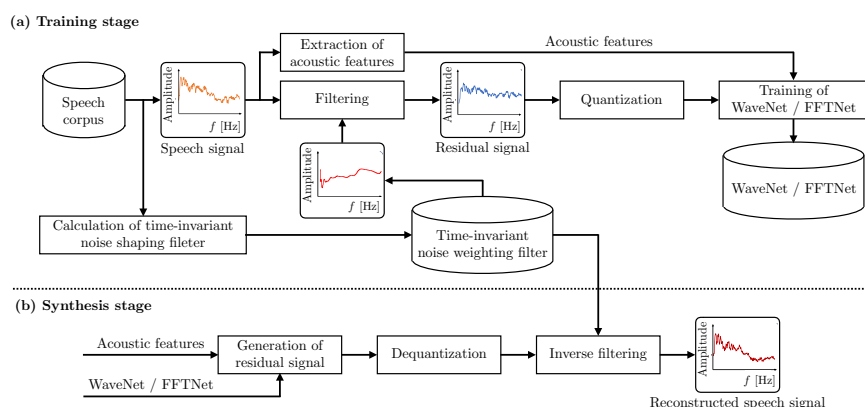 (a) Training stage
Extraction of
acoustic features
Acoustic features
Speech
corpus
Amplitude
f [Hz]
Speech signal
Filtering
Amplitude
f [Hz]
Residual signal
Quantization
Training of
WaveNet / FFTNet
WaveNet / FFTNet
Amplitude
f [Hz]
Calculation of time-invariant
noise shaping fileter
Time-invariant
noise weighting filter
(b) Synthesis stage
Acoustic features
WaveNet / FFTNet
Generation of
residual signal
Dequantization
Inverse filtering
Amplitude
f [Hz]
Reconstructed speech signal